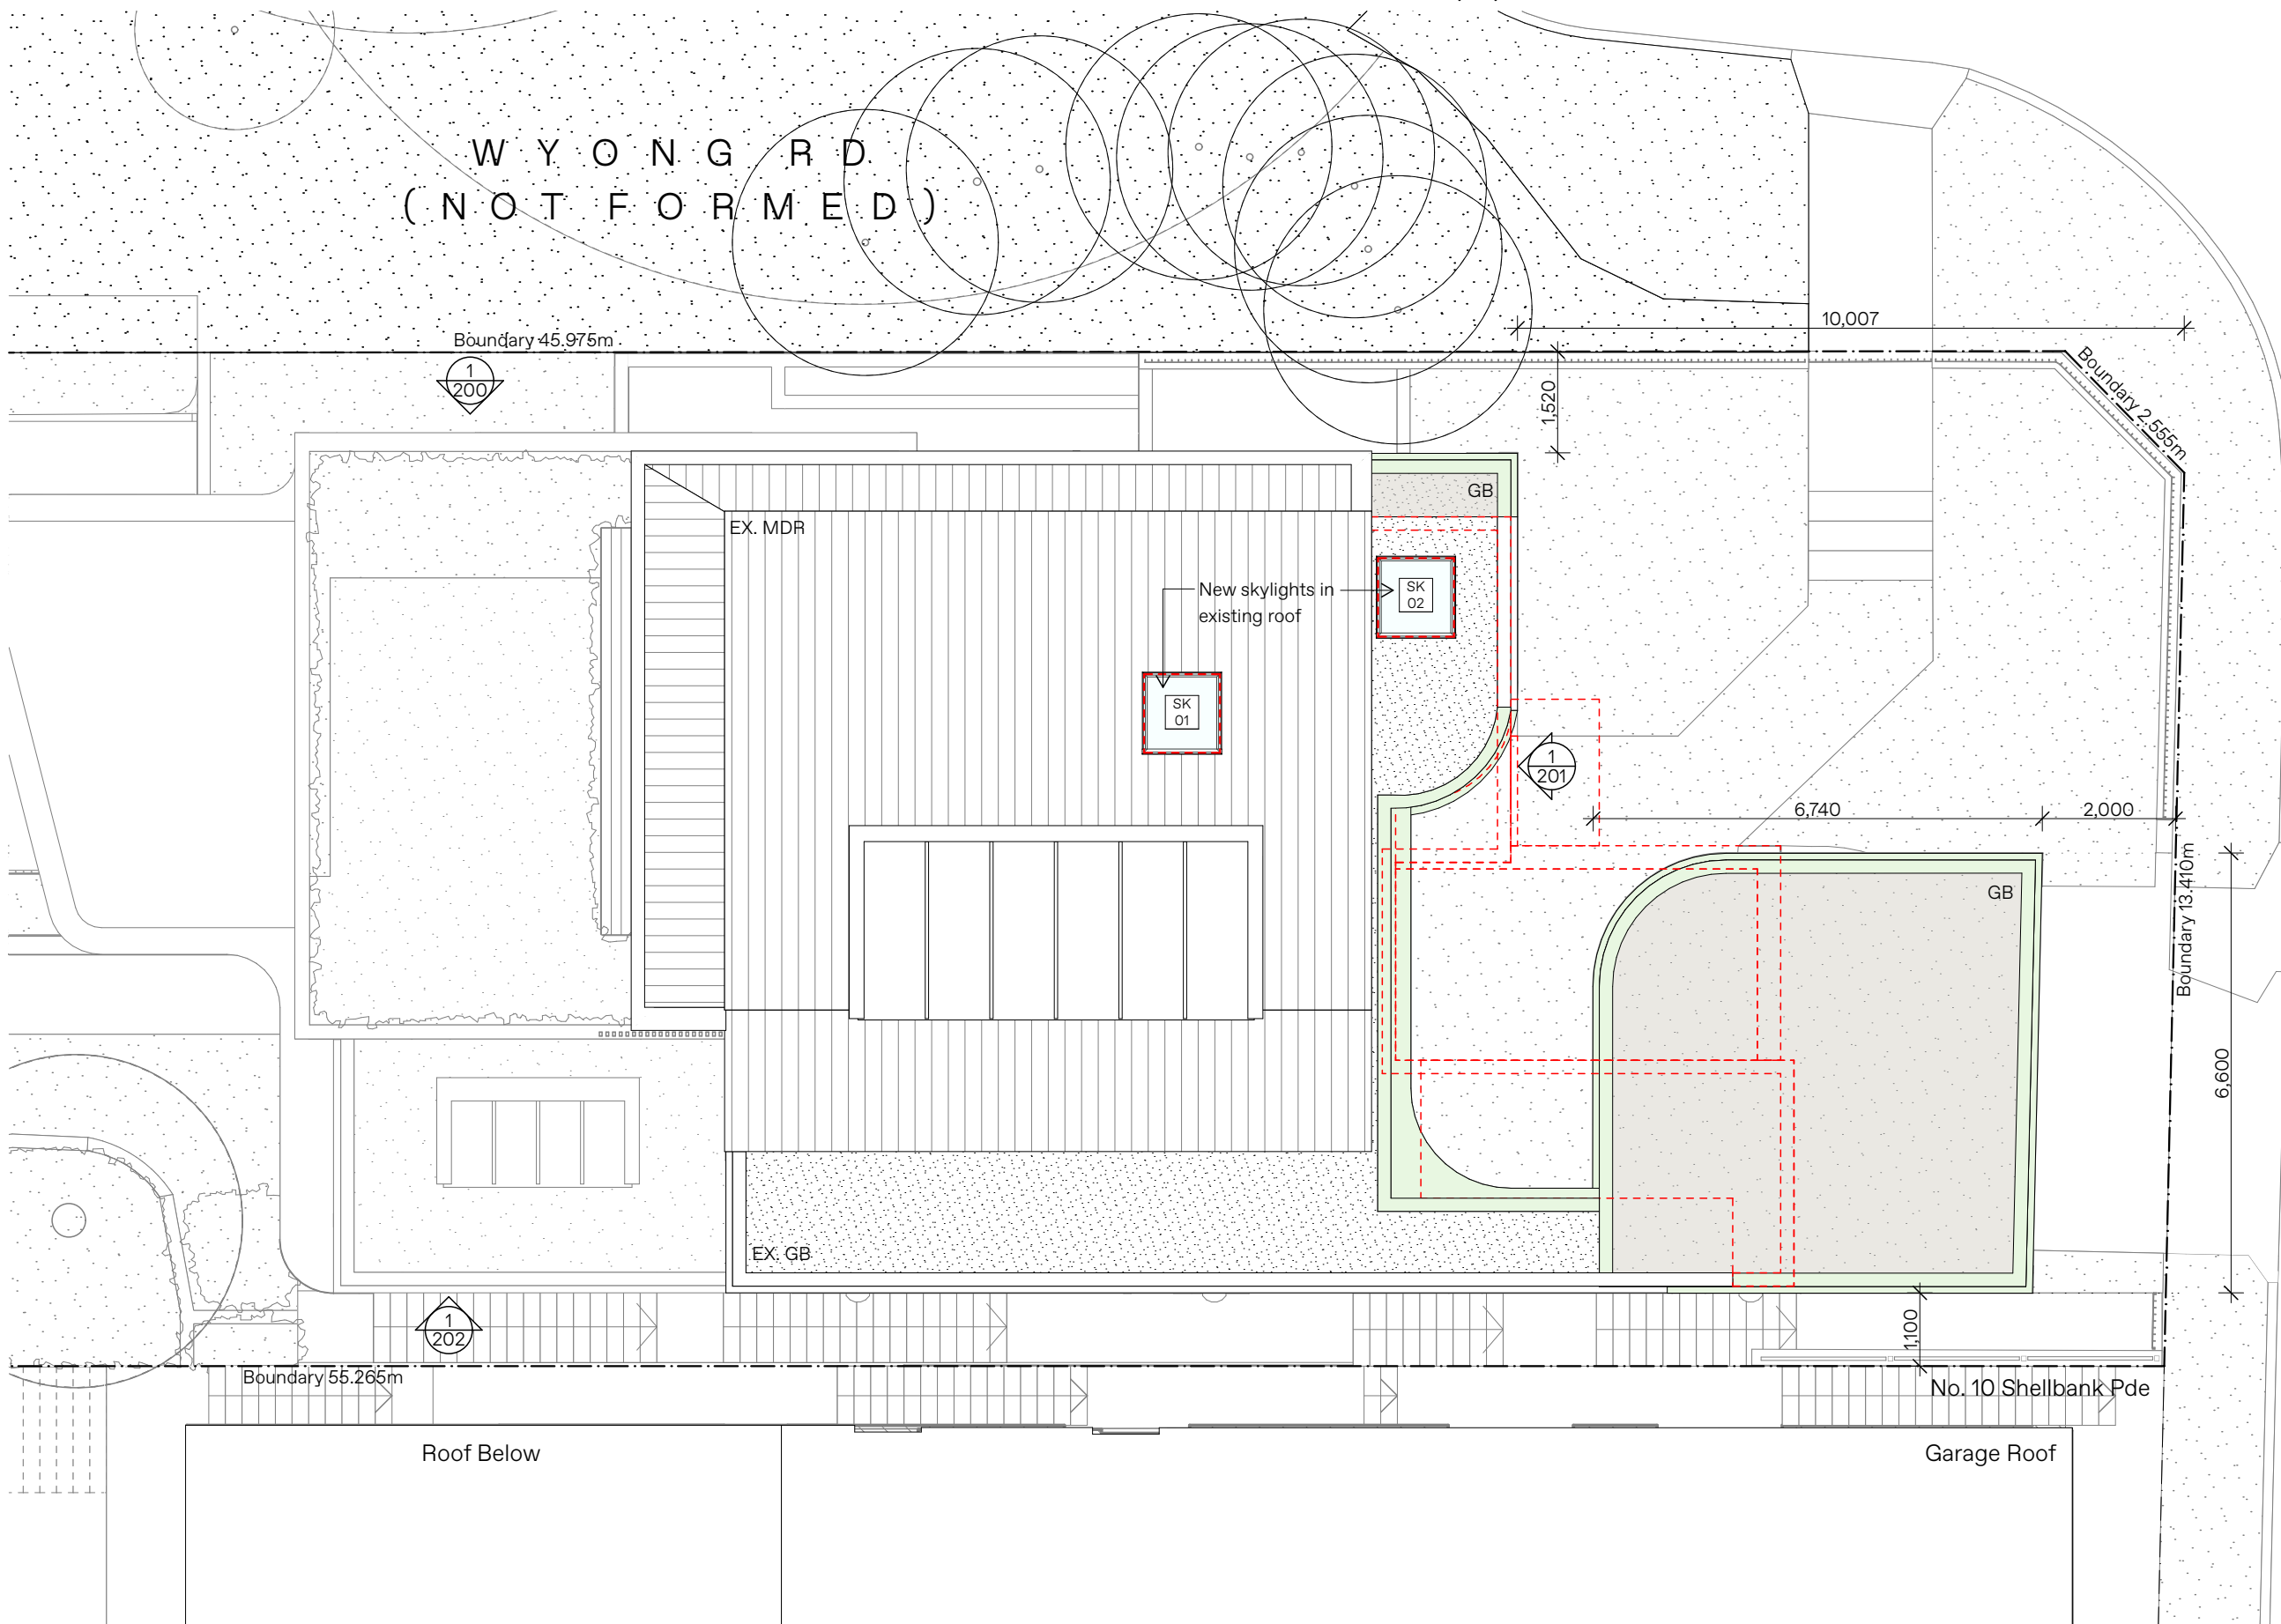 W Y O N G R D
( N O T F O R M E D )
10,007
Boundary 45.975m
1
200
1,520
Boundary 2.555m
GB
EX. MDR
New skylights in
existing roof
SK
02
SK
01
1
201
6,740
2,000
GB
Boundary 13.410m
6,600
EX. GB
1
202
1,100
Boundary 55.265m
No. 10 Shellbank Pde
Roof Below
Garage Roof